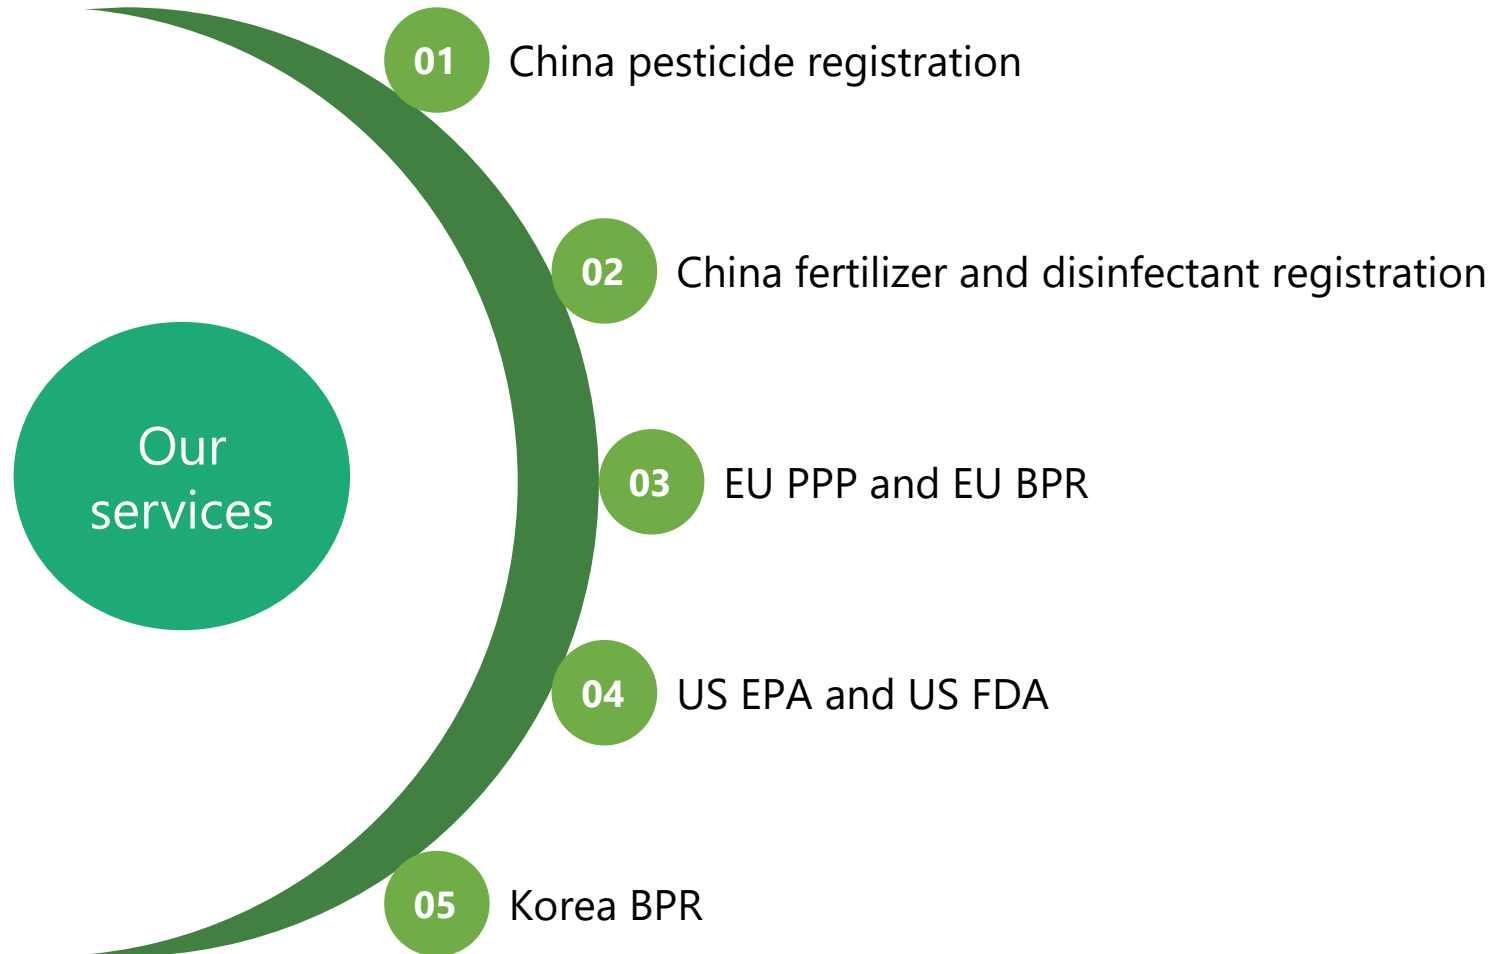 01 China pesticide registration
02 China fertilizer and disinfectant registration
Our
services
03 EU PPP and EU BPR
04 US EPA and US FDA
05 Korea BPR